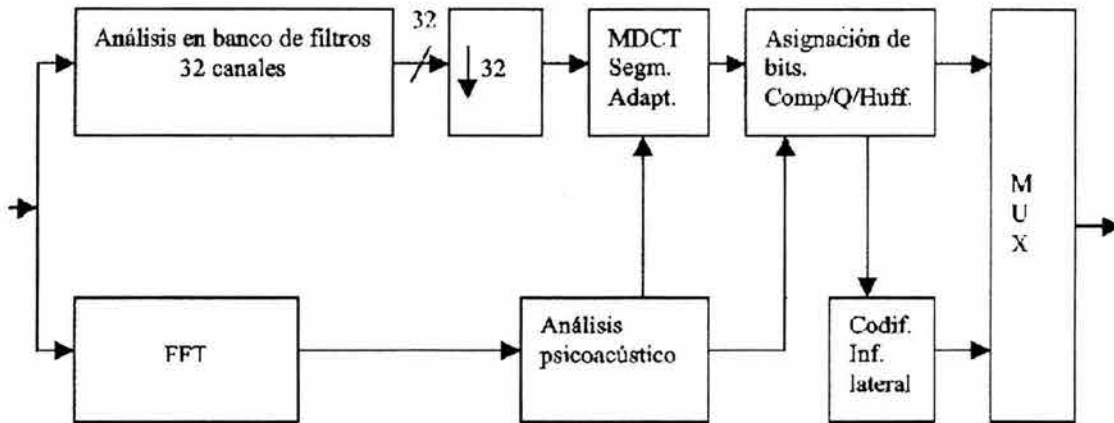 Análisis en banco de filtros
32 canales
32
32
MDCT
Segm.
Adapt.
Asignación de
bits.
Comp/Q/Huff.
M
U
X
FFT
Análisis
psicoacústico
Codif.
Inf.
lateral